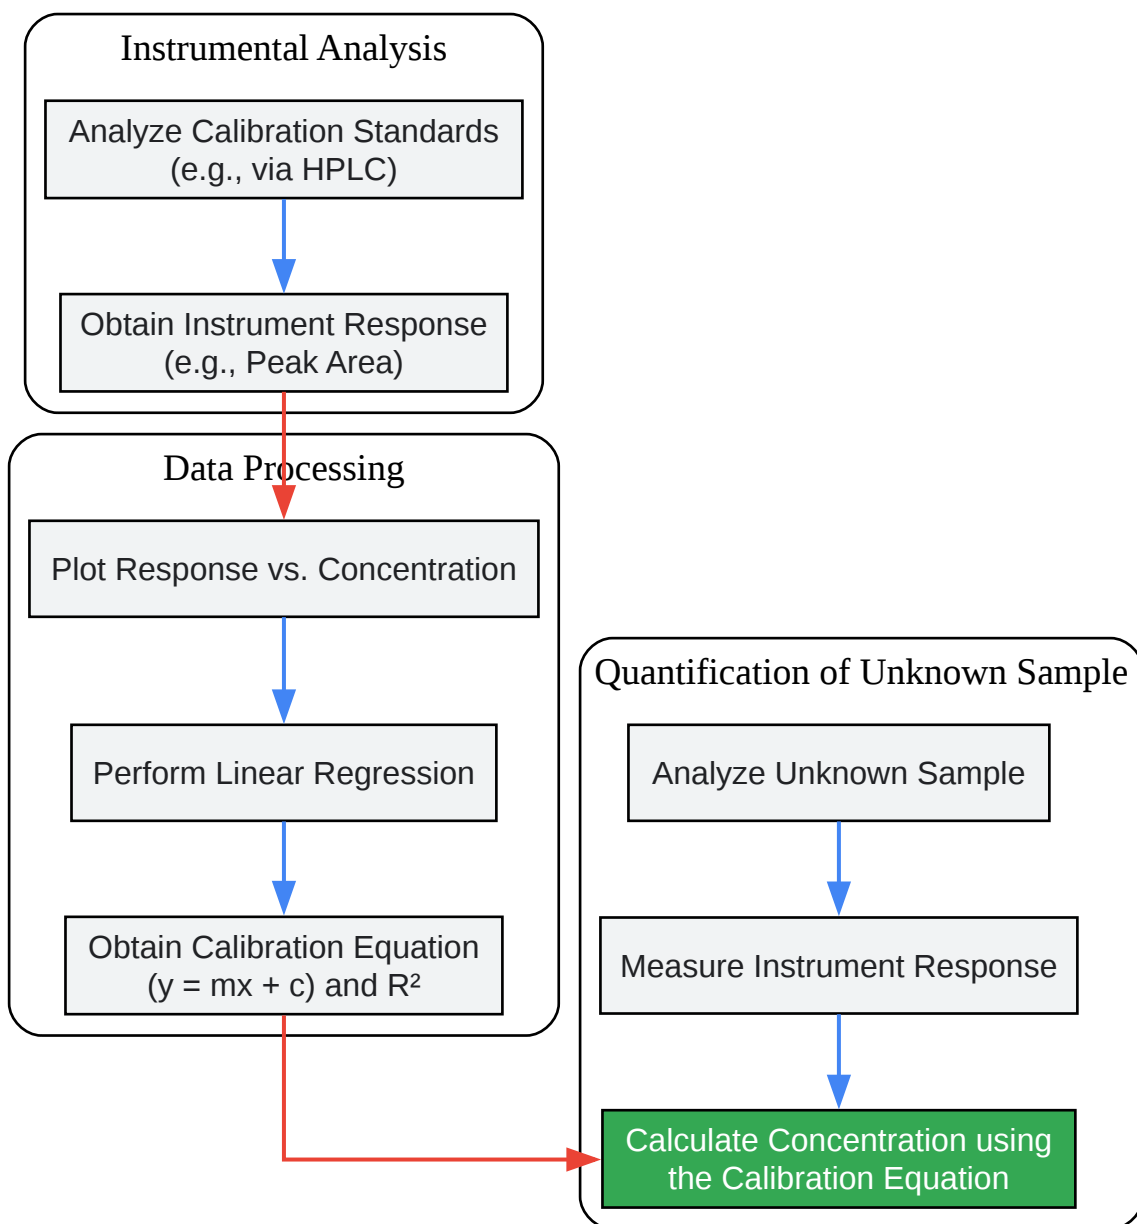 Instrumental Analysis
Analyze Calibration Standards
(e.g., via HPLC)
Obtain Instrument Response
(e.g., Peak Area)
Data Processing
Plot Response vs. Concentration
Perform Linear Regression
Obtain Calibration Equation
(y = mx + c) and R²
Quantification of Unknown Sample
Analyze Unknown Sample
Measure Instrument Response
Calculate Concentration using
the Calibration Equation